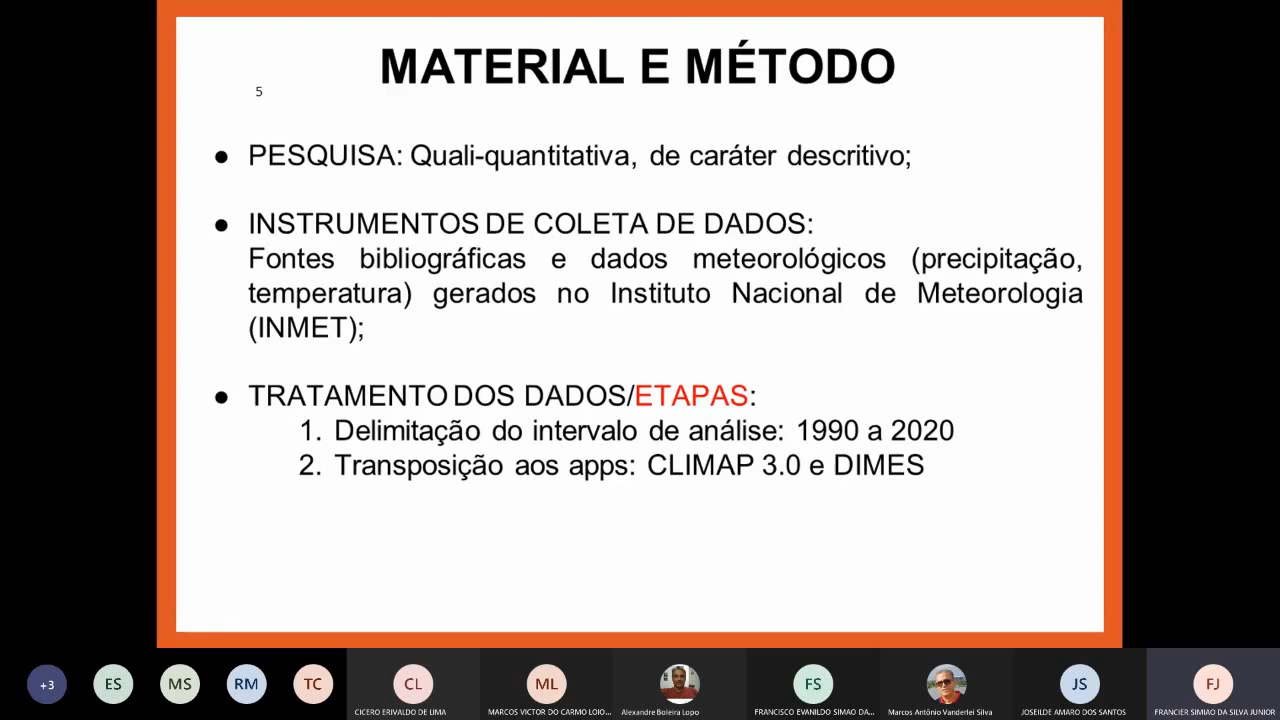 MATERIAL E MÉTODO
5
● PESQUISA: Quali-quantitativa, de caráter descritivo;
● INSTRUMENTOS DE COLETA DE DADOS:
Fontes bibliográficas e dados meteorológicos (precipitação,
temperatura) gerados no Instituto Nacional de Meteorologia
(INMET);
● TRATAMENTO DOS DADOS/ETAPAS:
1. Delimitação do intervalo de análise: 1990 a 2020
2. Transposição aos apps: CLIMAP 3.0 e DIMES
+3 ES MS RM TC CL ML FS JS FJ
CICERO ERIVALDO DE LIMA MARCOS VICTOR DO CARMO LOIO... Alexandre Boleira Lopo FRANCISCO EVANILDO SIMAO DA... Marcos Antônio Vanderlei Silva JOSEILDE AMARO DOS SANTOS FRANCIER SIMIAO DA SILVA JUNIOR